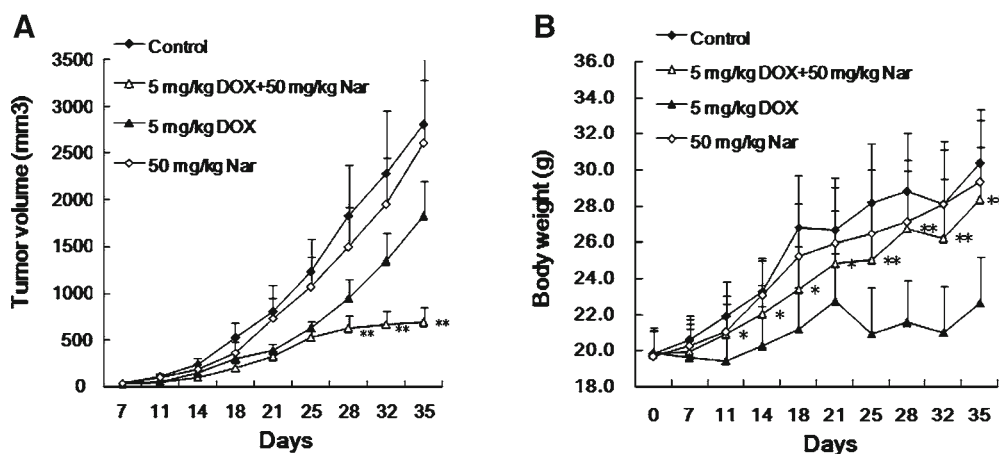 A
Control
5 mg/kg DOX+50 mg/kg Nar
5 mg/kg DOX
50 mg/kg Nar
Tumor volume (mm3)
3500
3000
2500
2000
1500
1000
500
0
** ** **
7 11 14 18 21 25 28 32 35
Days
B
Control
5 mg/kg DOX+50 mg/kg Nar
5 mg/kg DOX
50 mg/kg Nar
Body weight (g)
36.0
34.0
32.0
30.0
28.0
26.0
24.0
22.0
20.0
18.0
* * * * ** ** ** *
0 7 11 14 18 21 25 28 32 35
Days